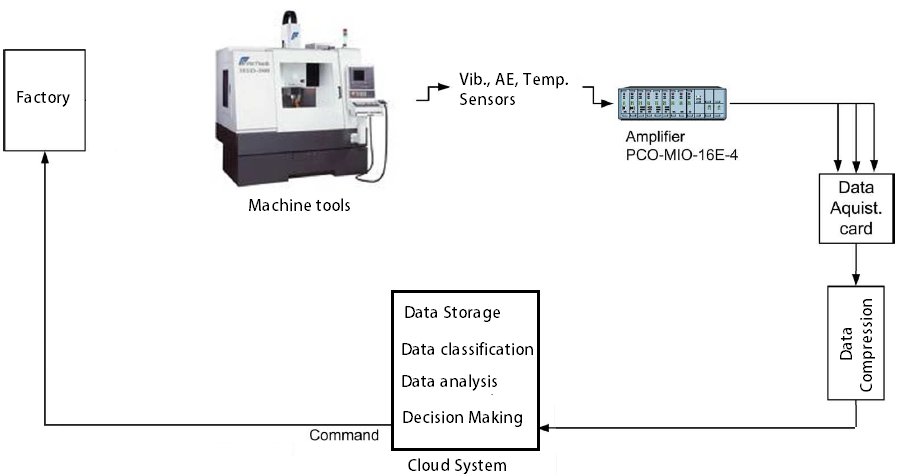 Factory
Machine tools
Vib., AE, Temp.
Sensors
Amplifier
PCO-MIO-16E-4
Data
Aquist.
card
Data
Compression
Data Storage
Data classification
Data analysis
Decision Making
Command
Cloud System